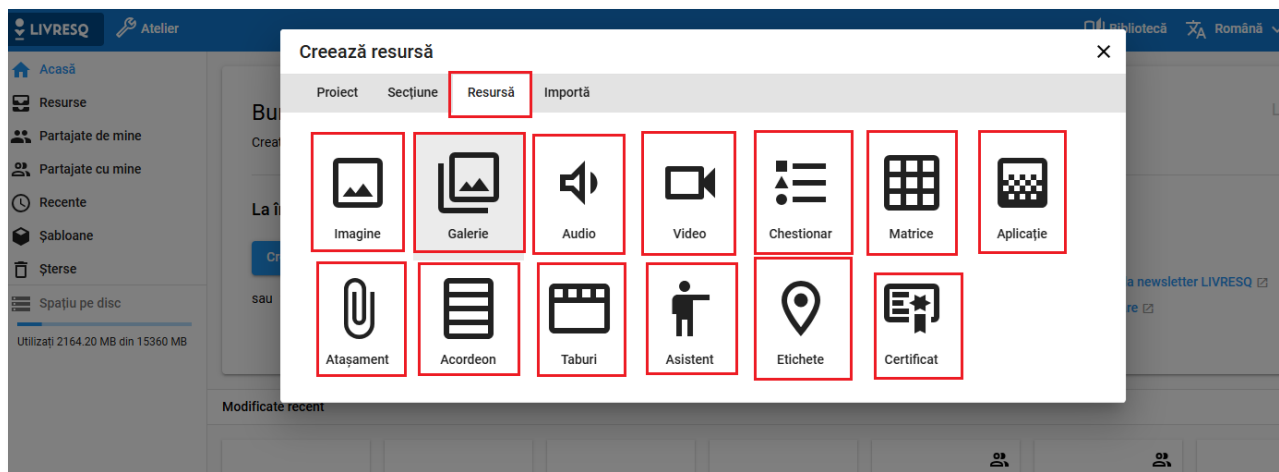 LIVRESQ
Atelier
Bibliotecă
Română
Acasă
Resurse
Partajate de mine
Partajate cu mine
Recente
Șabloane
Șterse
Spațiu pe disc
Utilizați 2164.20 MB din 15360 MB
Creează resursă
Proiect Secțiune Resursă Importă
Imagine Galerie Audio Video Chestionar Matrice Aplicație
Atașament Acordeon Taburi Asistent Etichete Certificat
La
sau
newsletter LIVRESQ
Modificate recent